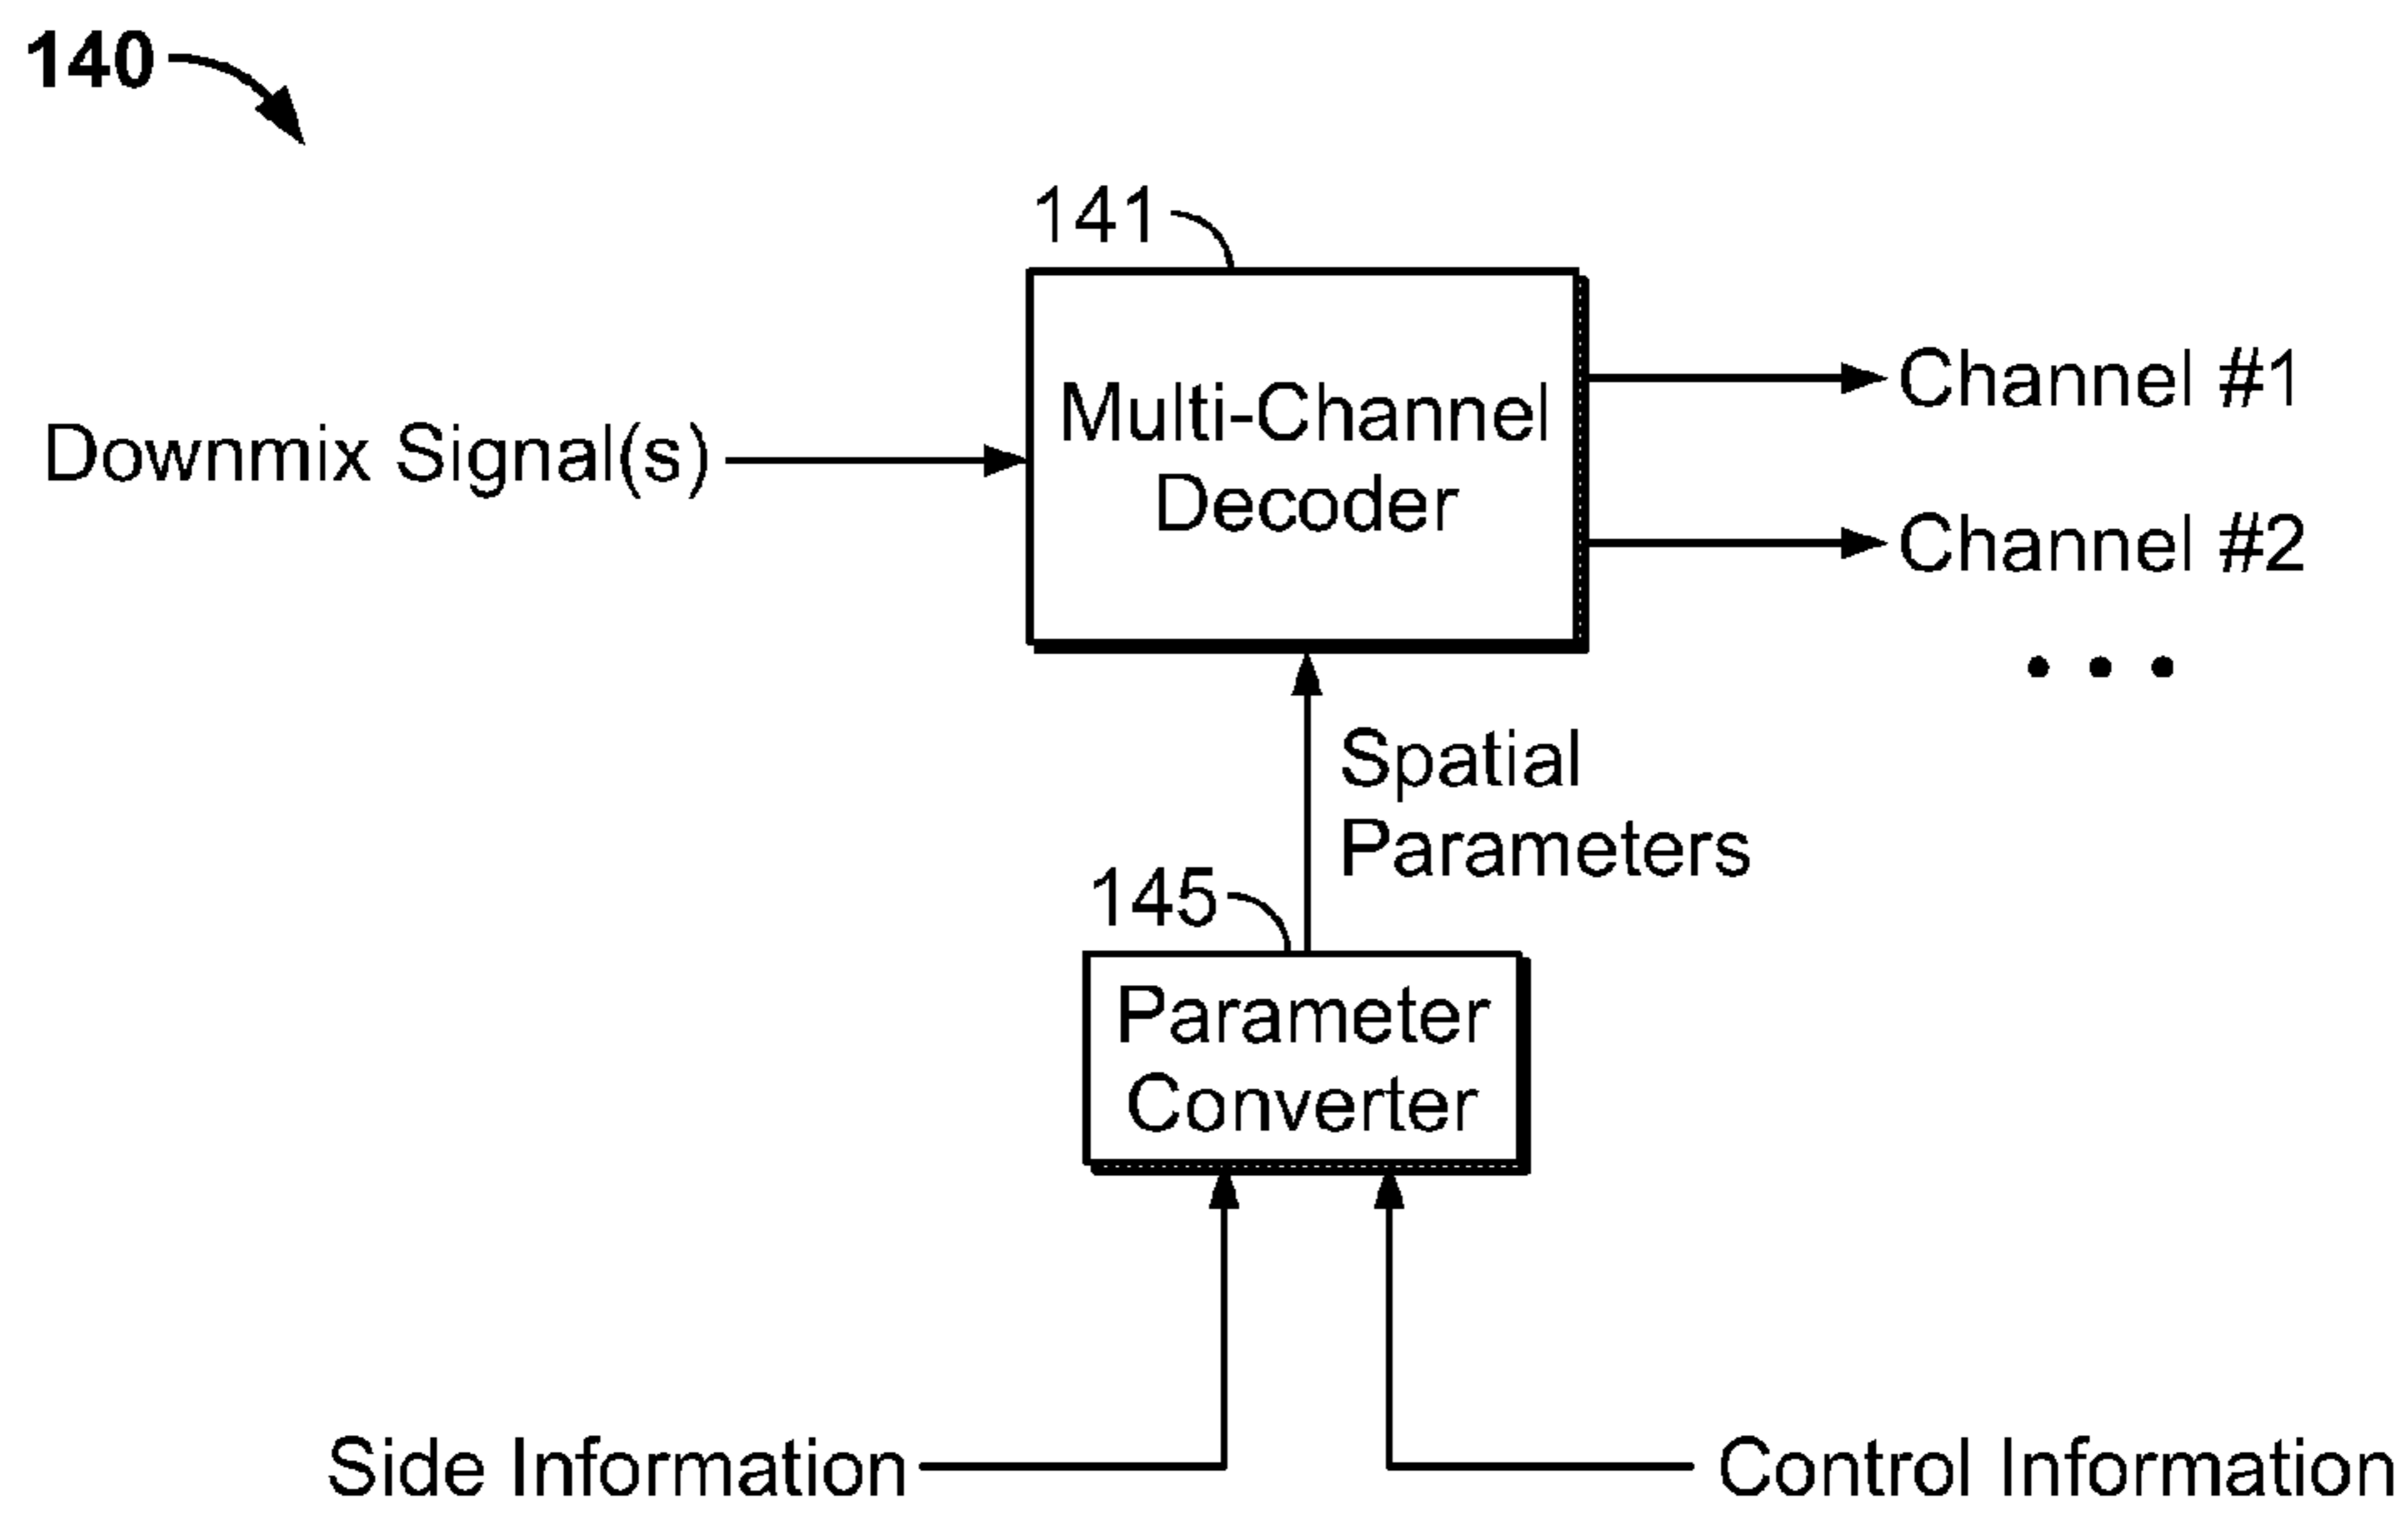 140
141
Multi-Channel
Decoder
Downmix Signal(s)
Channel #1
Channel #2
• • •
Spatial
Parameters
145
Parameter
Converter
Side Information
Control Information